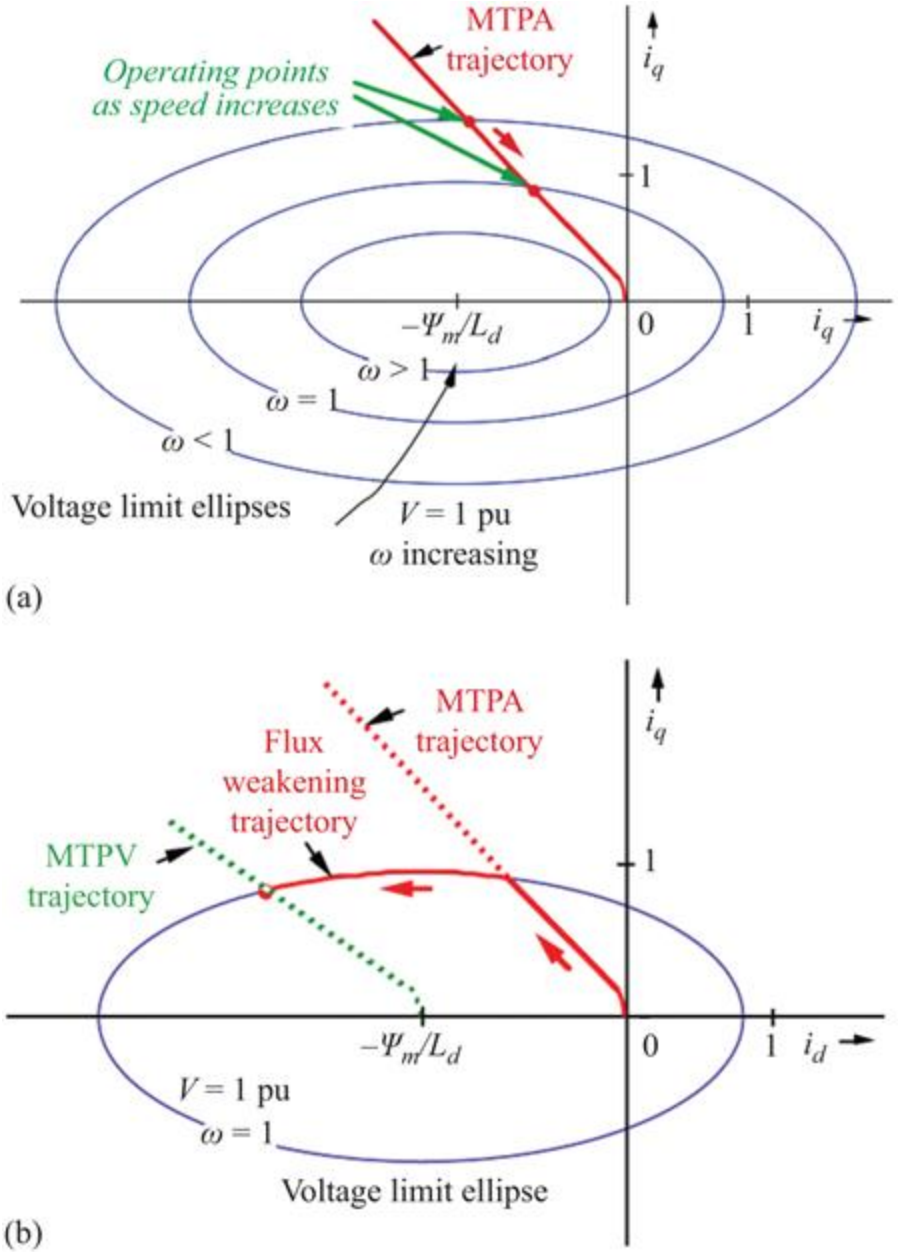 MTPA
trajectory
i_q
Operating points
as speed increases
1
–Ψ_m/L_d
0
1
i_q
ω > 1
ω = 1
ω < 1
Voltage limit ellipses
V = 1 pu
ω increasing
(a)
MTPA
trajectory
i_q
Flux
weakening
trajectory
MTPV
trajectory
1
–Ψ_m/L_d
0
1
i_d
V = 1 pu
ω = 1
Voltage limit ellipse
(b)